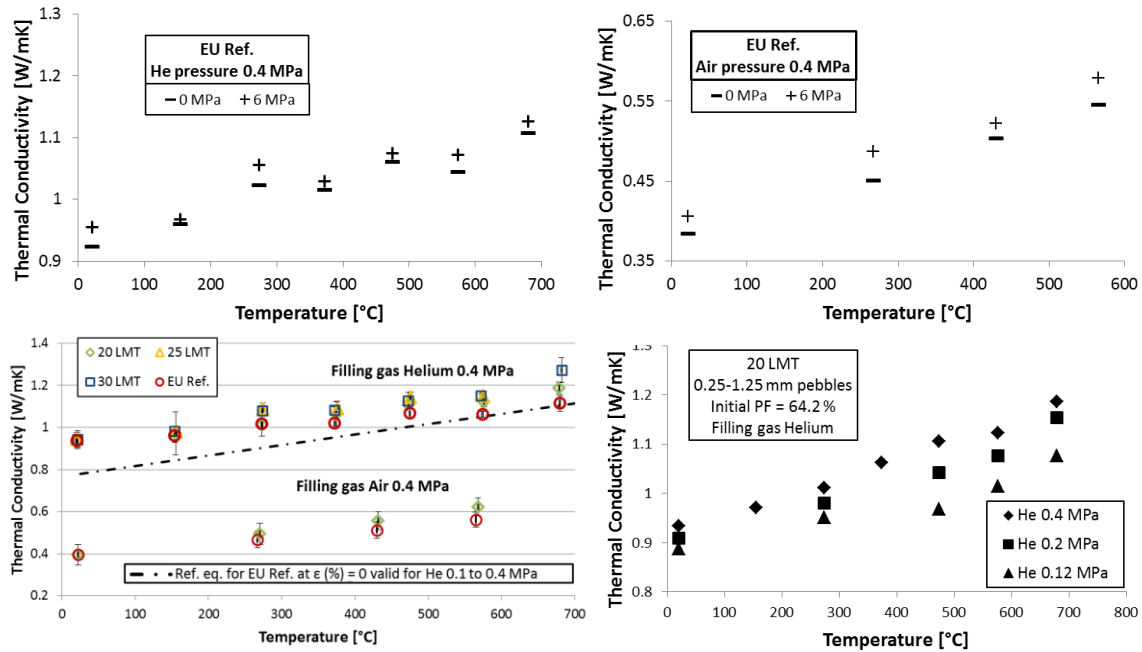 Thermal Conductivity [W/mK]
1.3
1.2
1.1
1
0.9
EU Ref.
He pressure 0.4 MPa
0 MPa
6 MPa
0
100
200
300
400
500
600
700
Temperature [°C]
Thermal Conductivity [W/mK]
0.65
0.55
0.45
0.35
EU Ref.
Air pressure 0.4 MPa
0 MPa
6 MPa
0
100
200
300
400
500
600
Temperature [°C]
Thermal Conductivity [W/mK]
1.4
1.2
1
0.8
0.6
0.4
0.2
20 LMT
25 LMT
30 LMT
EU Ref.
Filling gas Helium 0.4 MPa
Filling gas Air 0.4 MPa
Ref. eq. for EU Ref. at ε (%) = 0 valid for He 0.1 to 0.4 MPa
0
100
200
300
400
500
600
700
Temperature [°C]
Thermal Conductivity [W/mK]
1.3
1.2
1.1
1
0.9
0.8
20 LMT
0.25-1.25 mm pebbles
Initial PF = 64.2 %
Filling gas Helium
He 0.4 MPa
He 0.2 MPa
He 0.12 MPa
0
100
200
300
400
500
600
700
800
Temperature [°C]